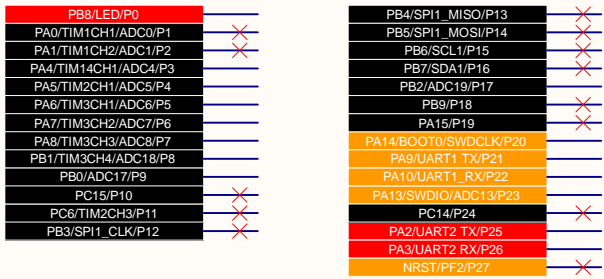 PB8/LED/P0
PA0/TIM1CH1/ADC0/P1
PA1/TIM1CH2/ADC1/P2
PA4/TIM14CH1/ADC4/P3
PA5/TIM2CH1/ADC5/P4
PA6/TIM3CH1/ADC6/P5
PA7/TIM3CH2/ADC7/P6
PA8/TIM3CH3/ADC8/P7
PB1/TIM3CH4/ADC18/P8
PB0/ADC17/P9
PC15/P10
PC6/TIM2CH3/P11
PB3/SPI1_CLK/P12
PB4/SPI1_MISO/P13
PB5/SPI1_MOSI/P14
PB6/SCL1/P15
PB7/SDA1/P16
PB2/ADC19/P17
PB9/P18
PA15/P19
PA14/BOOT0/SWDCLK/P20
PA9/UART1 TX/P21
PA10/UART1_RX/P22
PA13/SWDIO/ADC13/P23
PC14/P24
PA2/UART2 TX/P25
PA3/UART2 RX/P26
NRST/PF2/P27